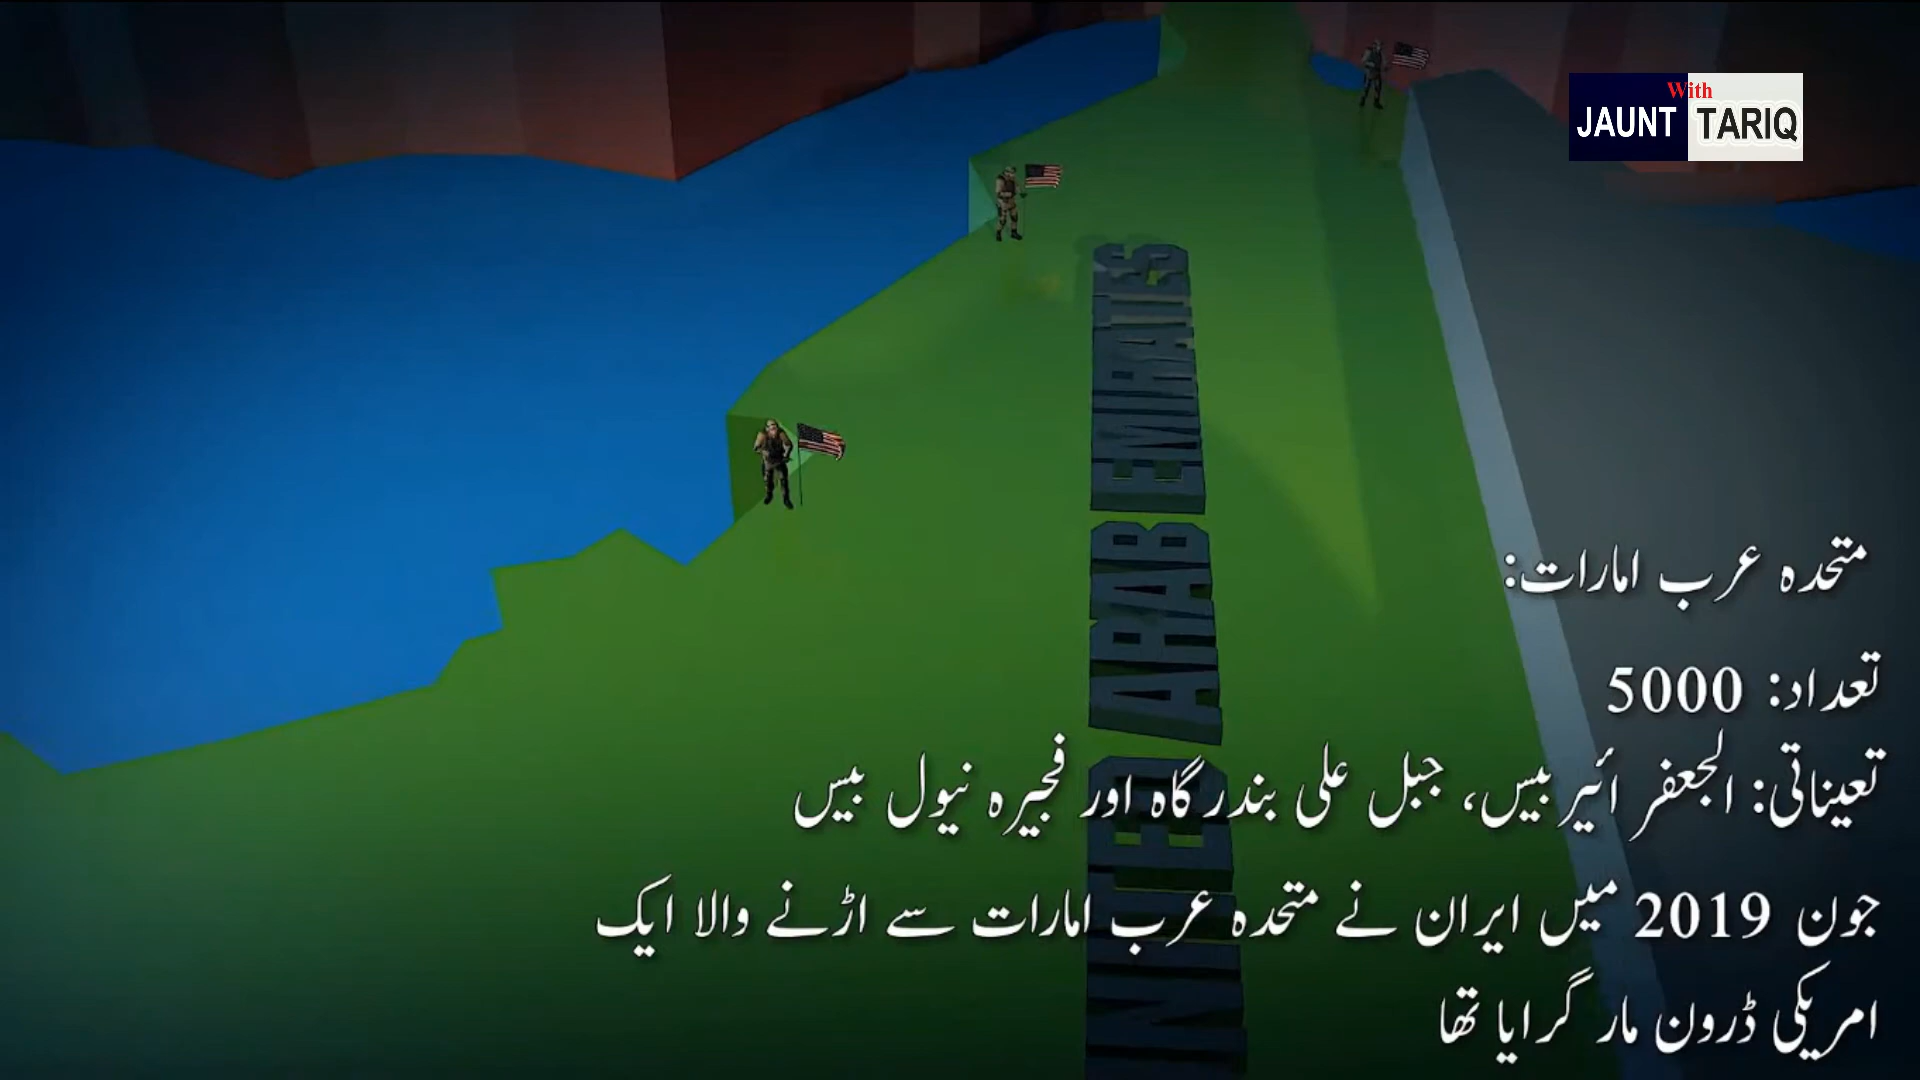 With
JAUNT TARIQ
UNITED ARAB EMIRATES
متحدہ عرب امارات:
تعداد: 5000
تعیناتی: الجعفر ائیر بیس، جبل علی بندر گاہ اور فجیرہ نیول بیس
جون 2019 میں ایران نے متحدہ عرب امارات سے اڑنے والا ایک
امریکی ڈرون مار گرایا تھا